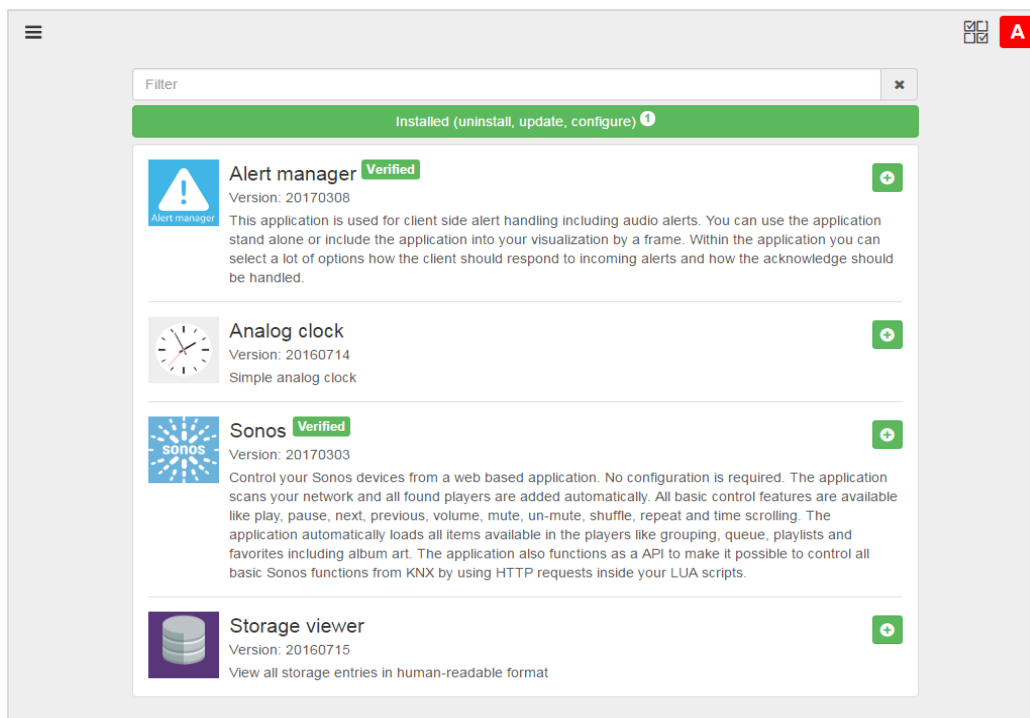 A
Filter
Installed (uninstall, update, configure) 1
Alert manager Verified
Version: 20170308
Alert manager
This application is used for client side alert handling including audio alerts. You can use the application
stand alone or include the application into your visualization by a frame. Within the application you can
select a lot of options how the client should respond to incoming alerts and how the acknowledge should
be handled.
Analog clock
Version: 20160714
Simple analog clock
Sonos Verified
sonos
Version: 20170303
Control your Sonos devices from a web based application. No configuration is required. The application
scans your network and all found players are added automatically. All basic control features are available
like play, pause, next, previous, volume, mute, un-mute, shuffle, repeat and time scrolling. The
application automatically loads all items available in the players like grouping, queue, playlists and
favorites including album art. The application also functions as a API to make it possible to control all
basic Sonos functions from KNX by using HTTP requests inside your LUA scripts.
Storage viewer
Version: 20160715
View all storage entries in human-readable format